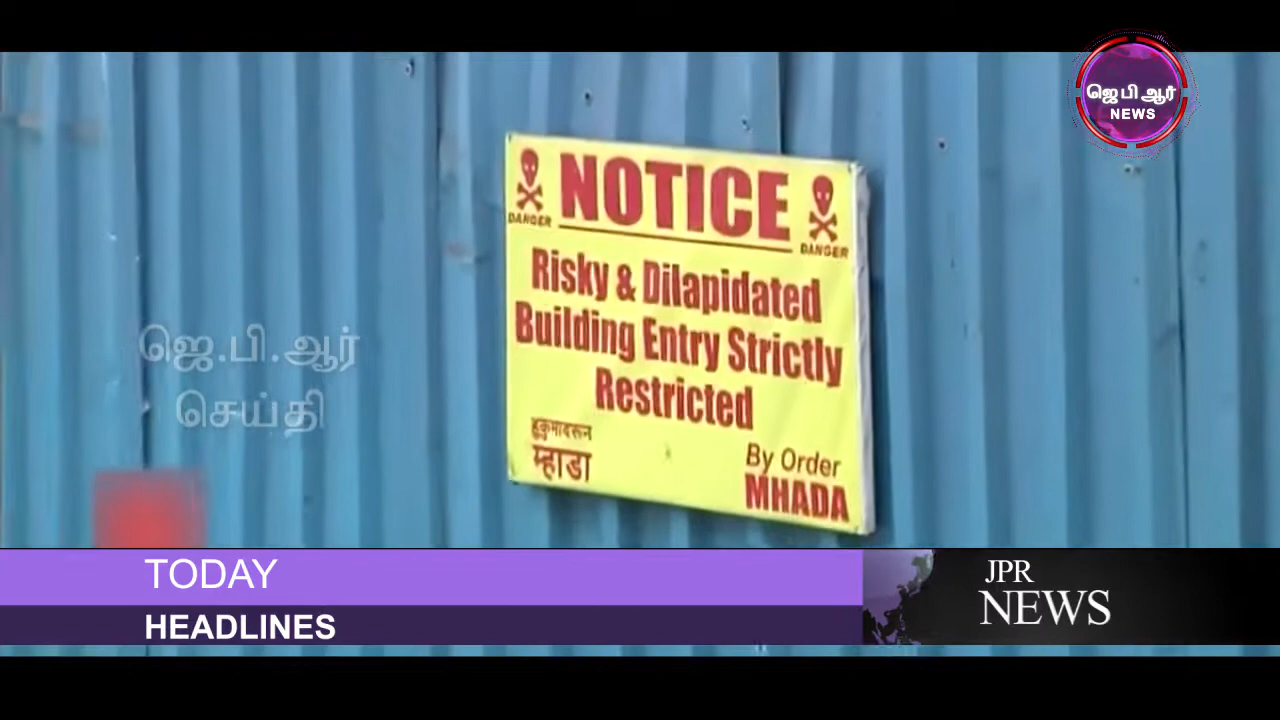 ஜெ பி ஆர்
NEWS
NOTICE
DANGER
DANGER
Risky & Dilapidated
Building Entry Strictly
Restricted
हुकुमावरून
म्हाडा
By Order
MHADA
ஜெ.பி.ஆர்
செய்தி
TODAY
HEADLINES
JPR
NEWS